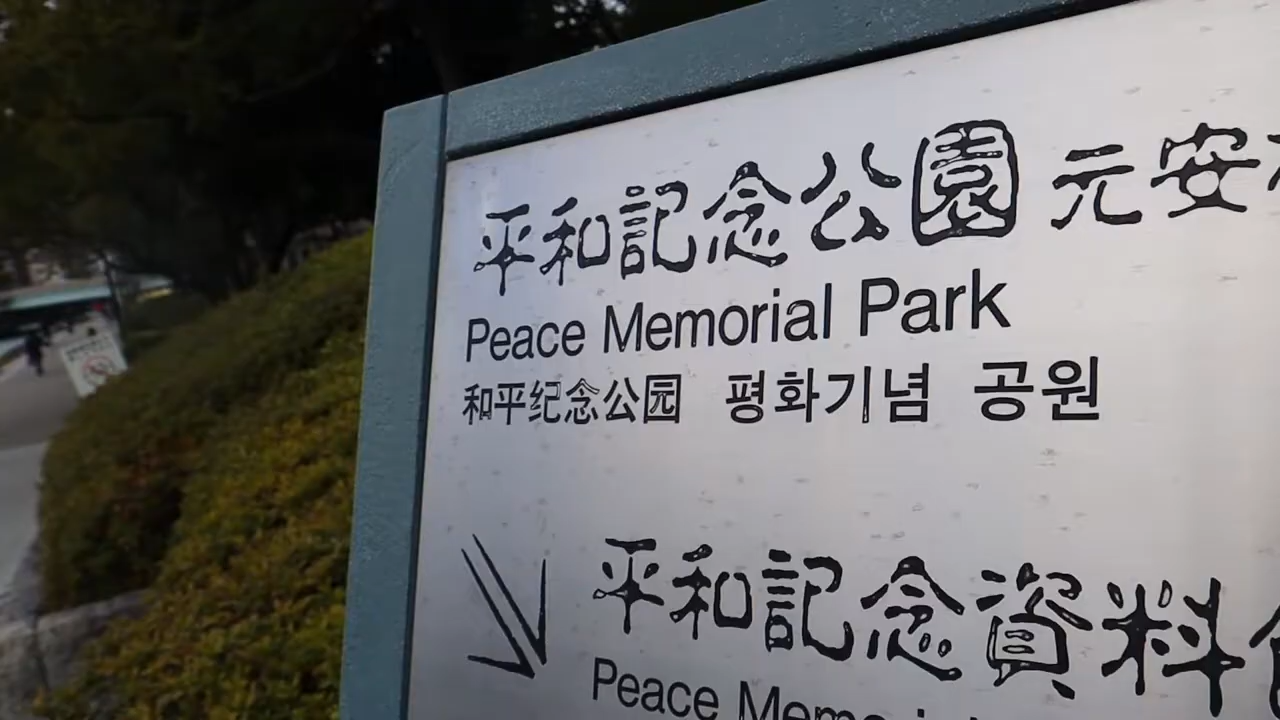 平和記念公園 元安
Peace Memorial Park
和平纪念公园 평화기념 공원
平和記念資料
Peace